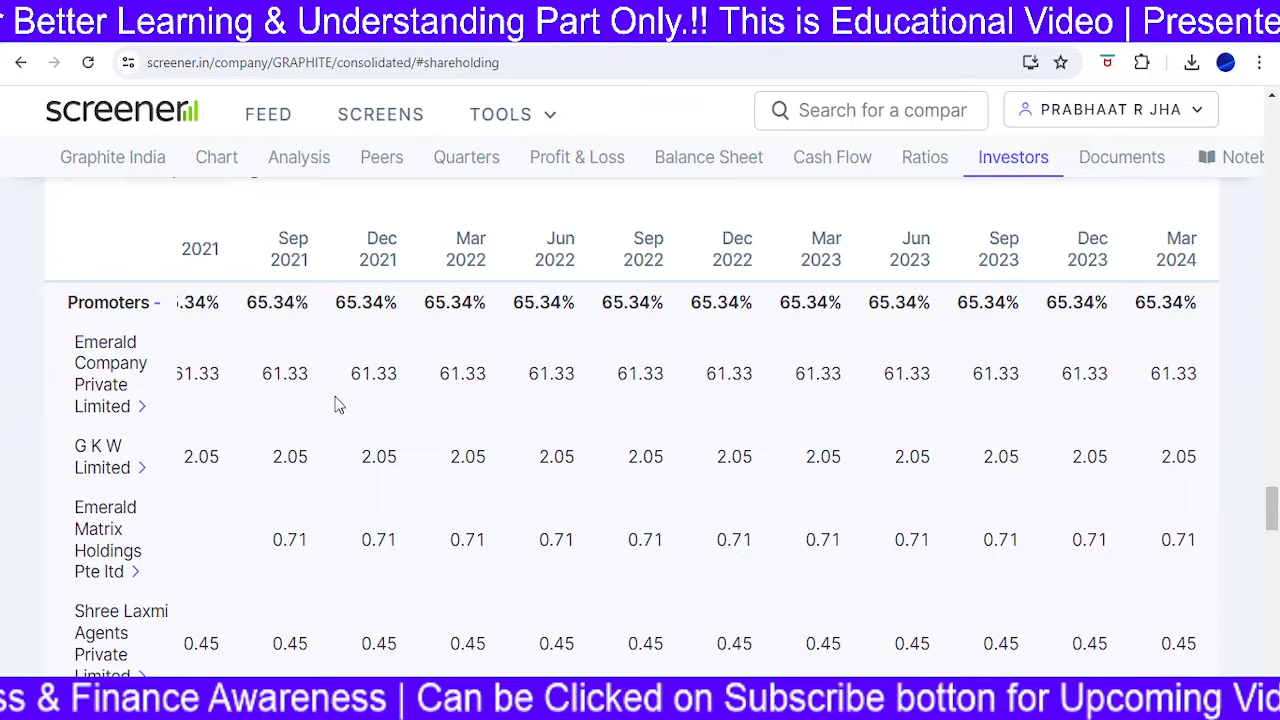 r Better Learning & Understanding Part Only.!! This is Educational Video | Presente
screener.in/company/GRAPHITE/consolidated/#shareholding
screener FEED SCREENS TOOLS Search for a compar PRABHAAT R JHA
Graphite India Chart Analysis Peers Quarters Profit & Loss Balance Sheet Cash Flow Ratios Investors Documents Noteb
2021 Sep 2021 Dec 2021 Mar 2022 Jun 2022 Sep 2022 Dec 2022 Mar 2023 Jun 2023 Sep 2023 Dec 2023 Mar 2024
Promoters - .34% 65.34% 65.34% 65.34% 65.34% 65.34% 65.34% 65.34% 65.34% 65.34% 65.34% 65.34%
Emerald Company Private Limited > 61.33 61.33 61.33 61.33 61.33 61.33 61.33 61.33 61.33 61.33 61.33 61.33
G K W Limited > 2.05 2.05 2.05 2.05 2.05 2.05 2.05 2.05 2.05 2.05 2.05 2.05
Emerald Matrix Holdings Pte ltd > 0.71 0.71 0.71 0.71 0.71 0.71 0.71 0.71 0.71 0.71 0.71
Shree Laxmi Agents Private Limited 0.45 0.45 0.45 0.45 0.45 0.45 0.45 0.45 0.45 0.45 0.45 0.45
ss & Finance Awareness | Can be Clicked on Subscribe botton for Upcoming Vid